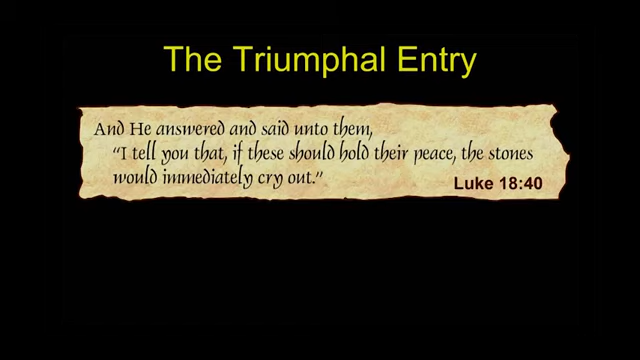 The Triumphal Entry
And He answered and said unto them,
"I tell you that, if these should hold their peace, the stones
would immediately cry out."
Luke 18:40